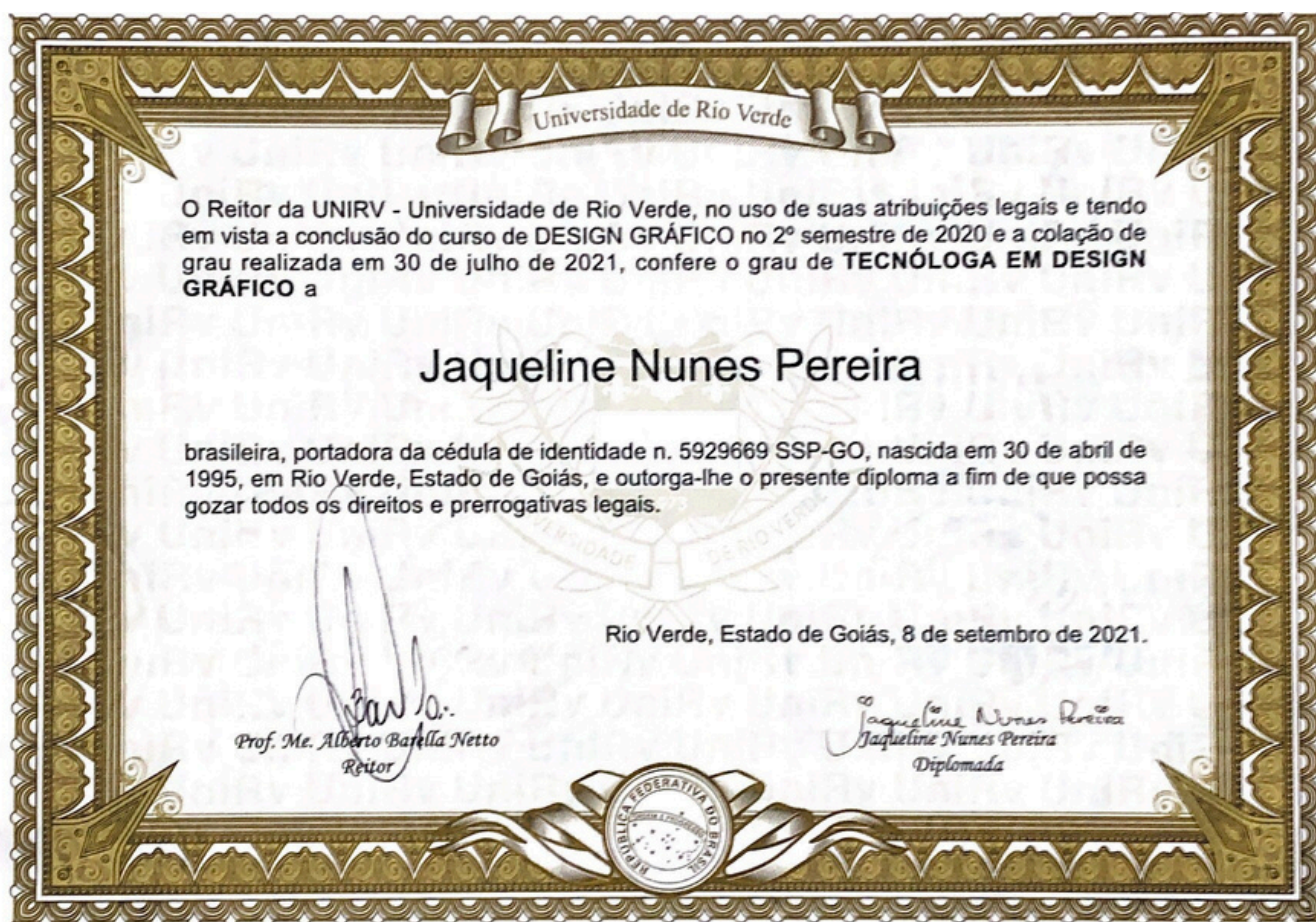 Universidade de Rio Verde
O Reitor da UNIRV - Universidade de Rio Verde, no uso de suas atribuições legais e tendo
em vista a conclusão do curso de DESIGN GRÁFICO no 2º semestre de 2020 e a colação de
grau realizada em 30 de julho de 2021, confere o grau de TECNÓLOGA EM DESIGN
GRÁFICO a
Jaqueline Nunes Pereira
brasileira, portadora da cédula de identidade n. 5929669 SSP-GO, nascida em 30 de abril de
1995, em Rio Verde, Estado de Goiás, e outorga-lhe o presente diploma a fim de que possa
gozar todos os direitos e prerrogativas legais.
UNIVERSIDADE DE RIO VERDE
Rio Verde, Estado de Goiás, 8 de setembro de 2021.
Jaqueline Nunes Pereira
Prof. Me. Alberto Barella Netto
Reitor
Jaqueline Nunes Pereira
Diplomada
REPÚBLICA FEDERATIVA DO BRASIL
ORDEM E PROGRESSO